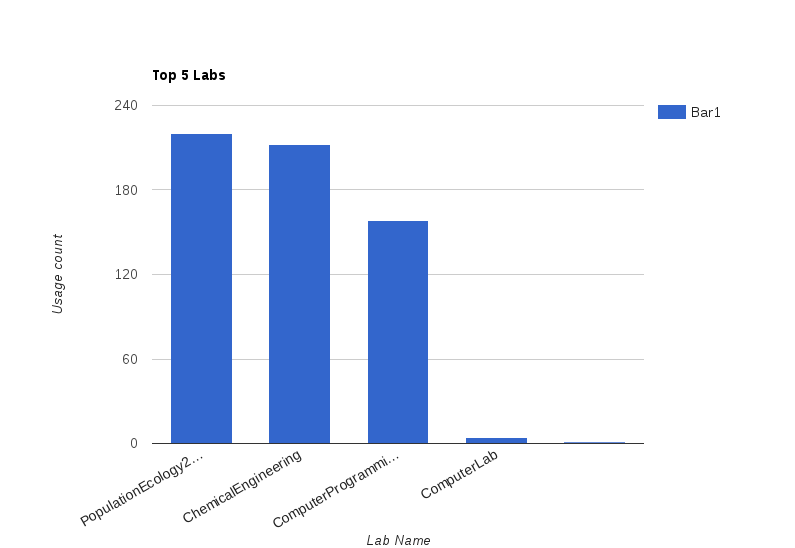 Top 5 Labs
240
180
120
60
0
Usage count
Bar1
PopulationEcology2...
ChemicalEngineering
ComputerProgrammi...
ComputerLab
Lab Name